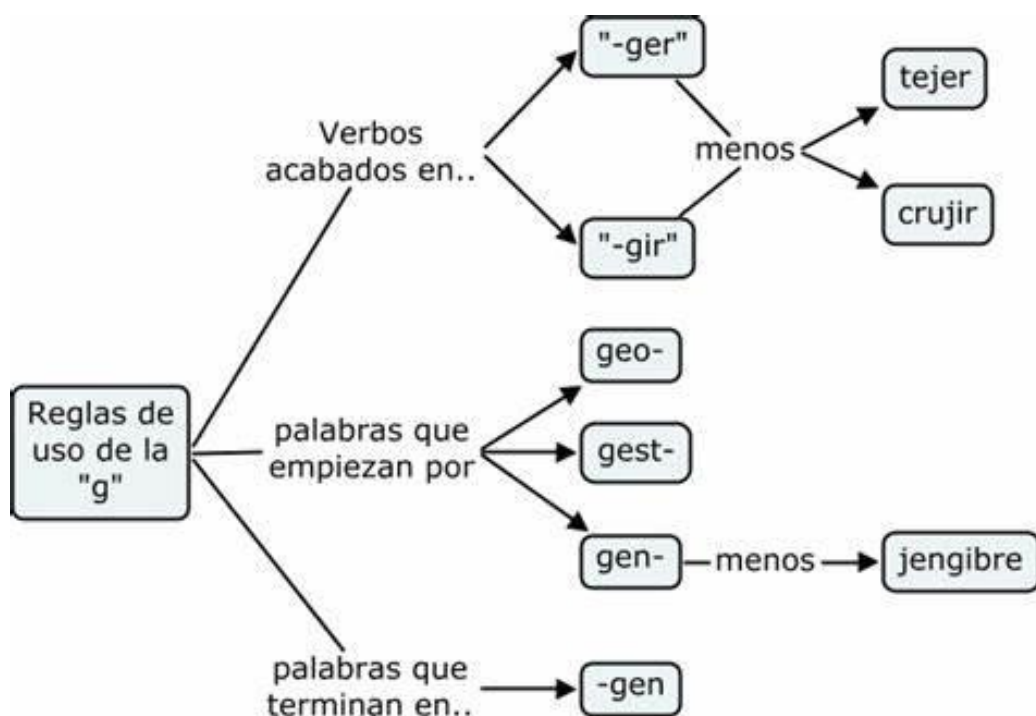 Reglas de
uso de la
"g"
Verbos
acabados en..
"-ger"
"-gir"
menos
tejer
crujir
palabras que
empiezan por
geo-
gest-
gen-
menos
jengibre
palabras que
terminan en..
-gen